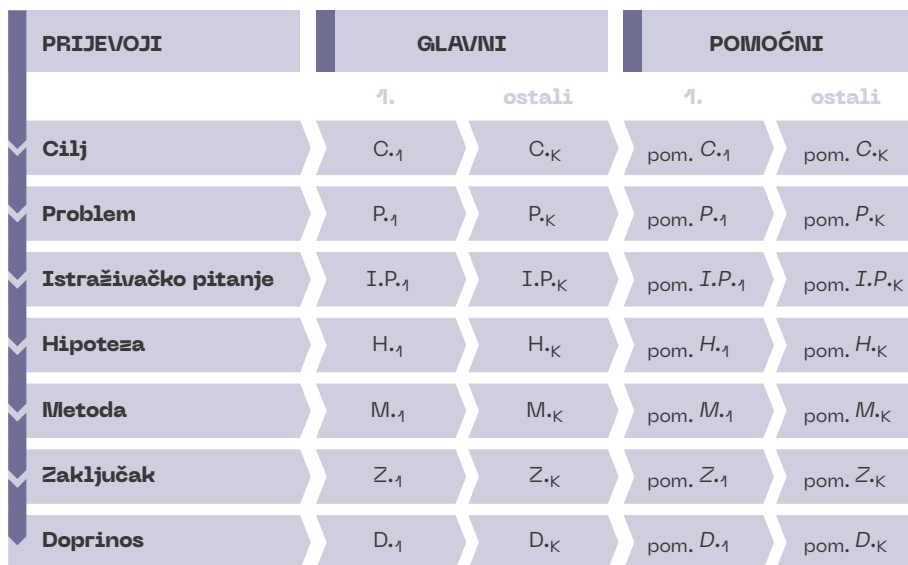 PRIJEVOJI GLAVNI POMOĆNI
1. ostali 1. ostali
Cilj C.1 C.K pom. C.1 pom. C.K
Problem P.1 P.K pom. P.1 pom. P.K
Istraživačko pitanje I.P.1 I.P.K pom. I.P.1 pom. I.P.K
Hipoteza H.1 H.K pom. H.1 pom. H.K
Metoda M.1 M.K pom. M.1 pom. M.K
Zaključak Z.1 Z.K pom. Z.1 pom. Z.K
Doprinos D.1 D.K pom. D.1 pom. D.K